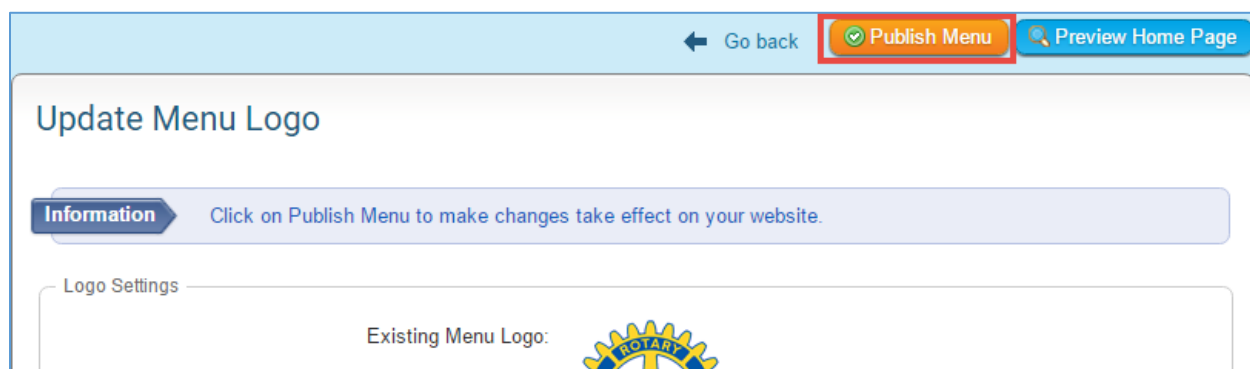 Go back Publish Menu Preview Home Page
Update Menu Logo
Information Click on Publish Menu to make changes take effect on your website.
Logo Settings
Existing Menu Logo:
ROTARY